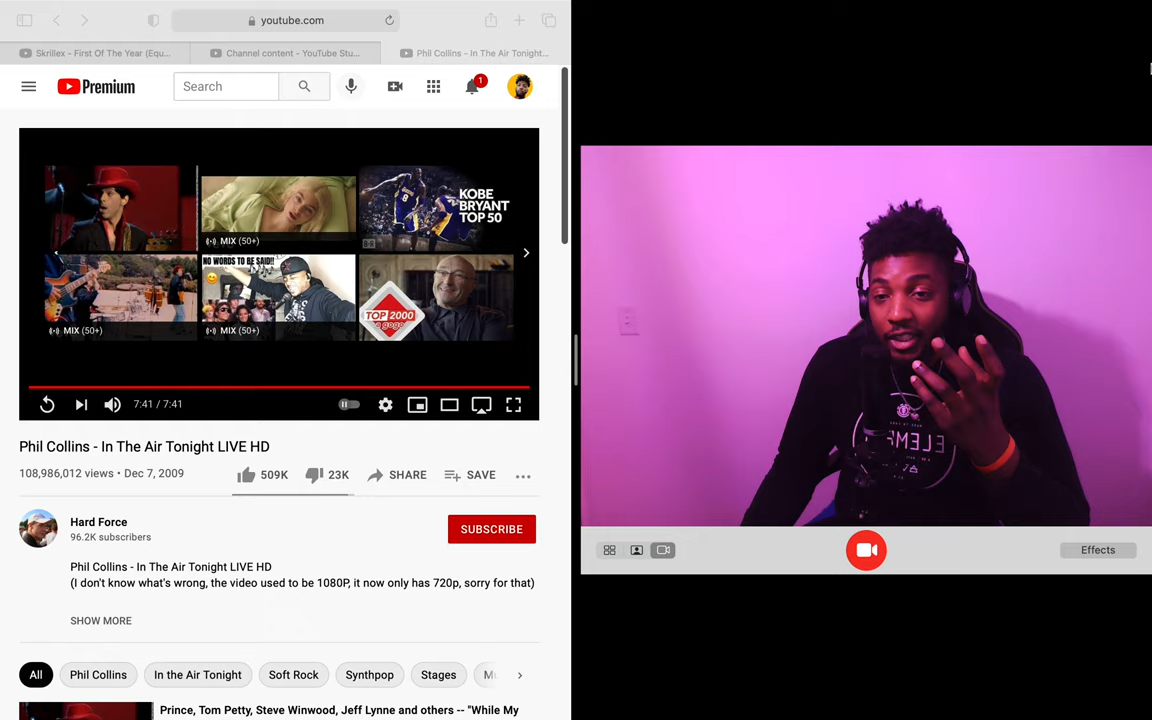 youtube.com
Skrillex - First Of The Year (Equ...
Channel content - YouTube Stu...
Phil Collins - In The Air Tonight...
Premium
Search
1
KOBE
BRYANT
TOP 50
8
MIX (50+)
NO WORDS TO BE SAID!!
TOP 2000
a gogo
MIX (50+)
MIX (50+)
7:41 / 7:41
Phil Collins - In The Air Tonight LIVE HD
108,986,012 views • Dec 7, 2009
509K
23K
SHARE
SAVE
Hard Force
96.2K subscribers
SUBSCRIBE
Phil Collins - In The Air Tonight LIVE HD
(I don't know what's wrong, the video used to be 1080P, it now only has 720p, sorry for that)
SHOW MORE
All
Phil Collins
In the Air Tonight
Soft Rock
Synthpop
Stages
Prince, Tom Petty, Steve Winwood, Jeff Lynne and others -- "While My
ELEMENT
Effects